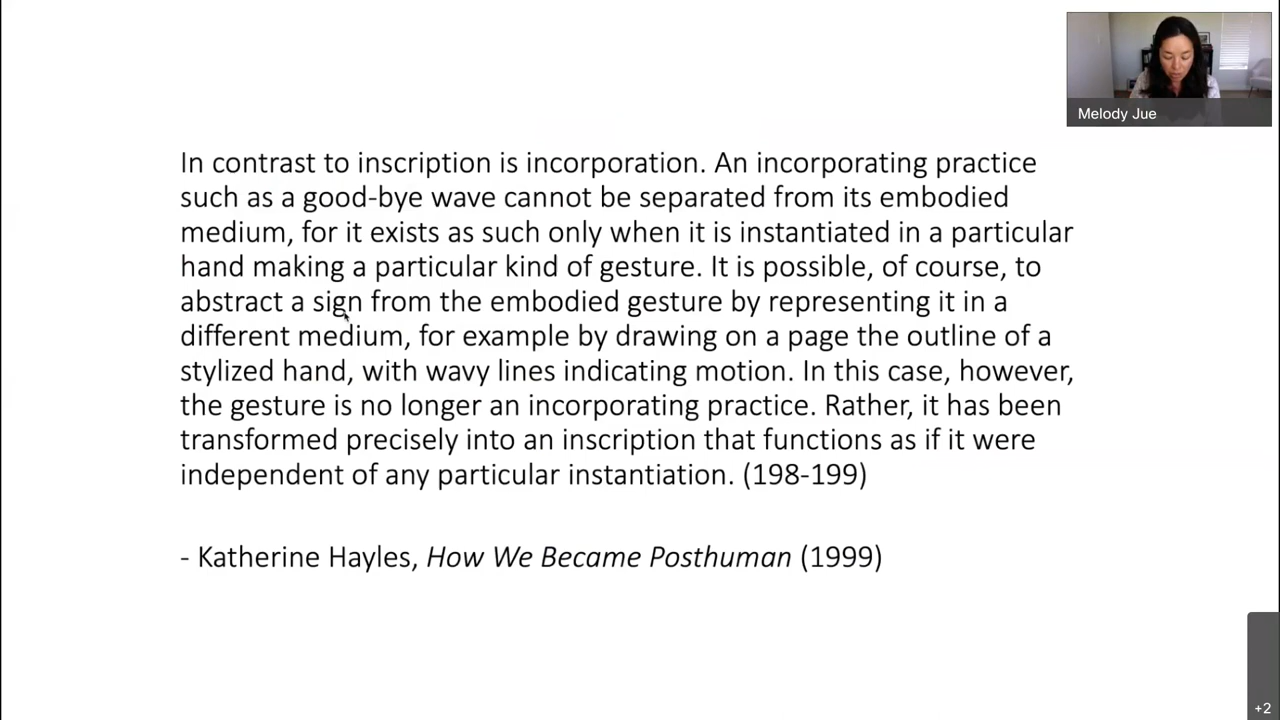 Melody Jue
In contrast to inscription is incorporation. An incorporating practice
such as a good-bye wave cannot be separated from its embodied
medium, for it exists as such only when it is instantiated in a particular
hand making a particular kind of gesture. It is possible, of course, to
abstract a sign from the embodied gesture by representing it in a
different medium, for example by drawing on a page the outline of a
stylized hand, with wavy lines indicating motion. In this case, however,
the gesture is no longer an incorporating practice. Rather, it has been
transformed precisely into an inscription that functions as if it were
independent of any particular instantiation. (198-199)
- Katherine Hayles, How We Became Posthuman (1999)
+2